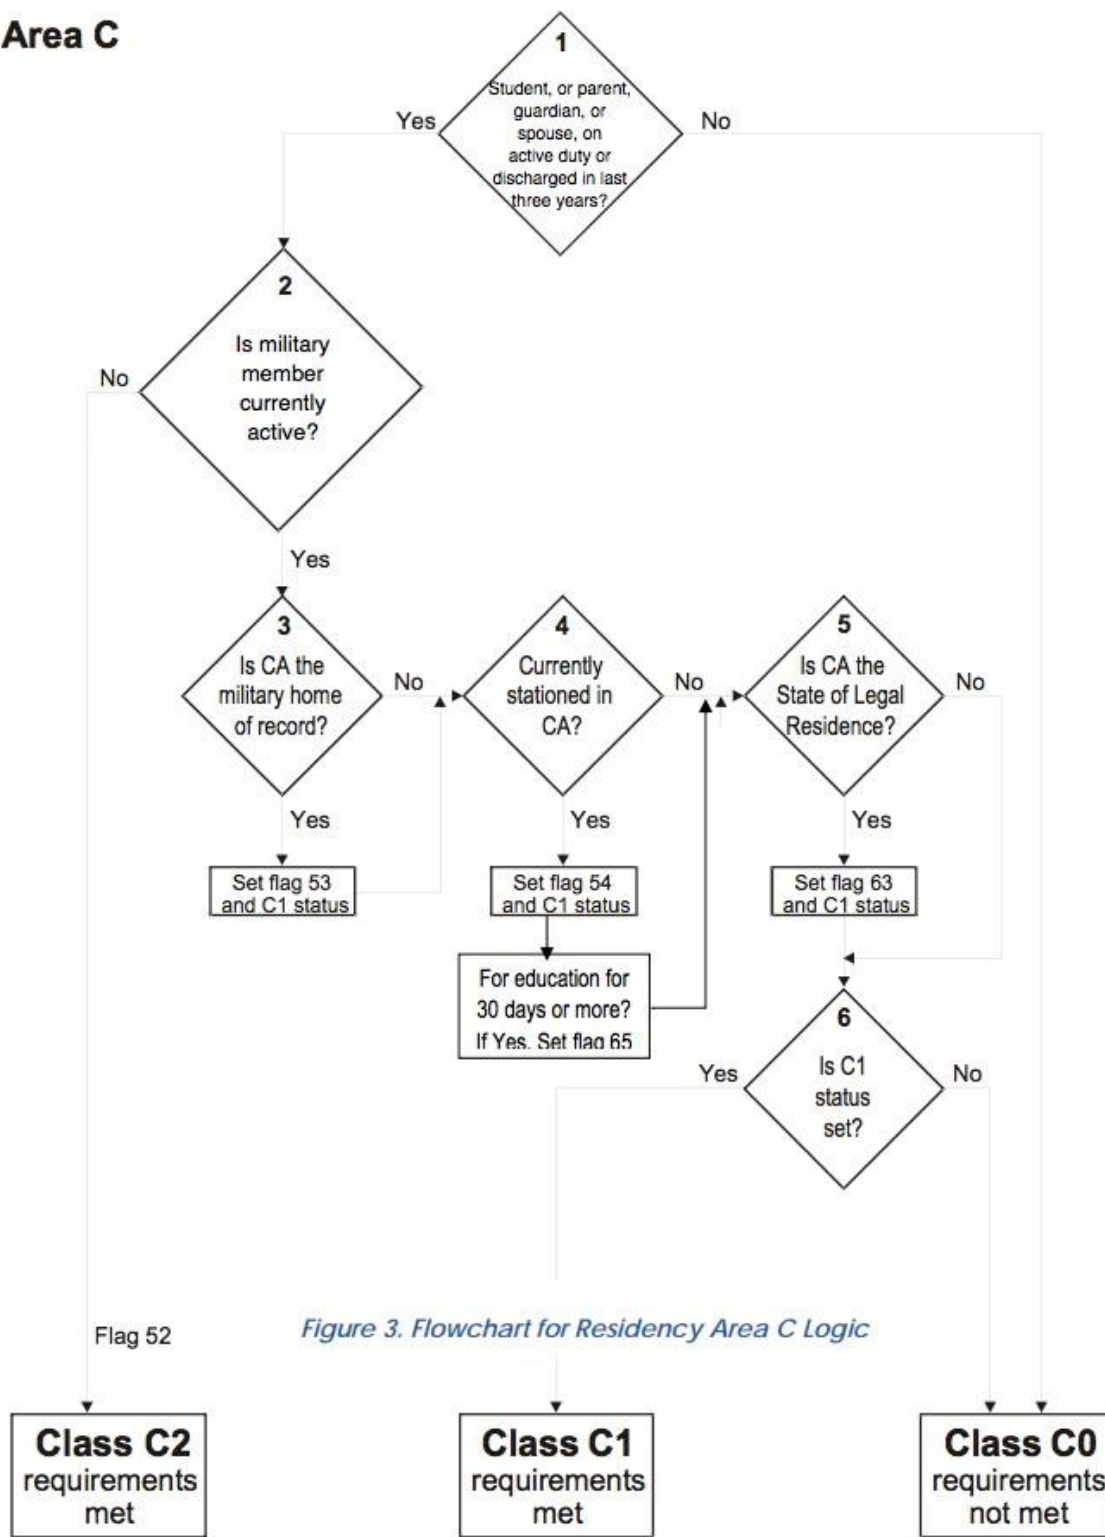 Area C
1
Student, or parent,
guardian, or
spouse, on
active duty or
discharged in last
three years?
Yes
No
2
Is military
member
currently
active?
No
Yes
3
Is CA the
military home
of record?
No
Yes
4
Currently
stationed in
CA?
No
Yes
5
Is CA the
State of Legal
Residence?
No
Yes
Set flag 53
and C1 status
Set flag 54
and C1 status
Set flag 63
and C1 status
For education for
30 days or more?
If Yes. Set flag 65
6
Is C1
status
set?
Yes
No
Flag 52
Figure 3. Flowchart for Residency Area C Logic
Class C2
requirements
met
Class C1
requirements
met
Class C0
requirements
not met